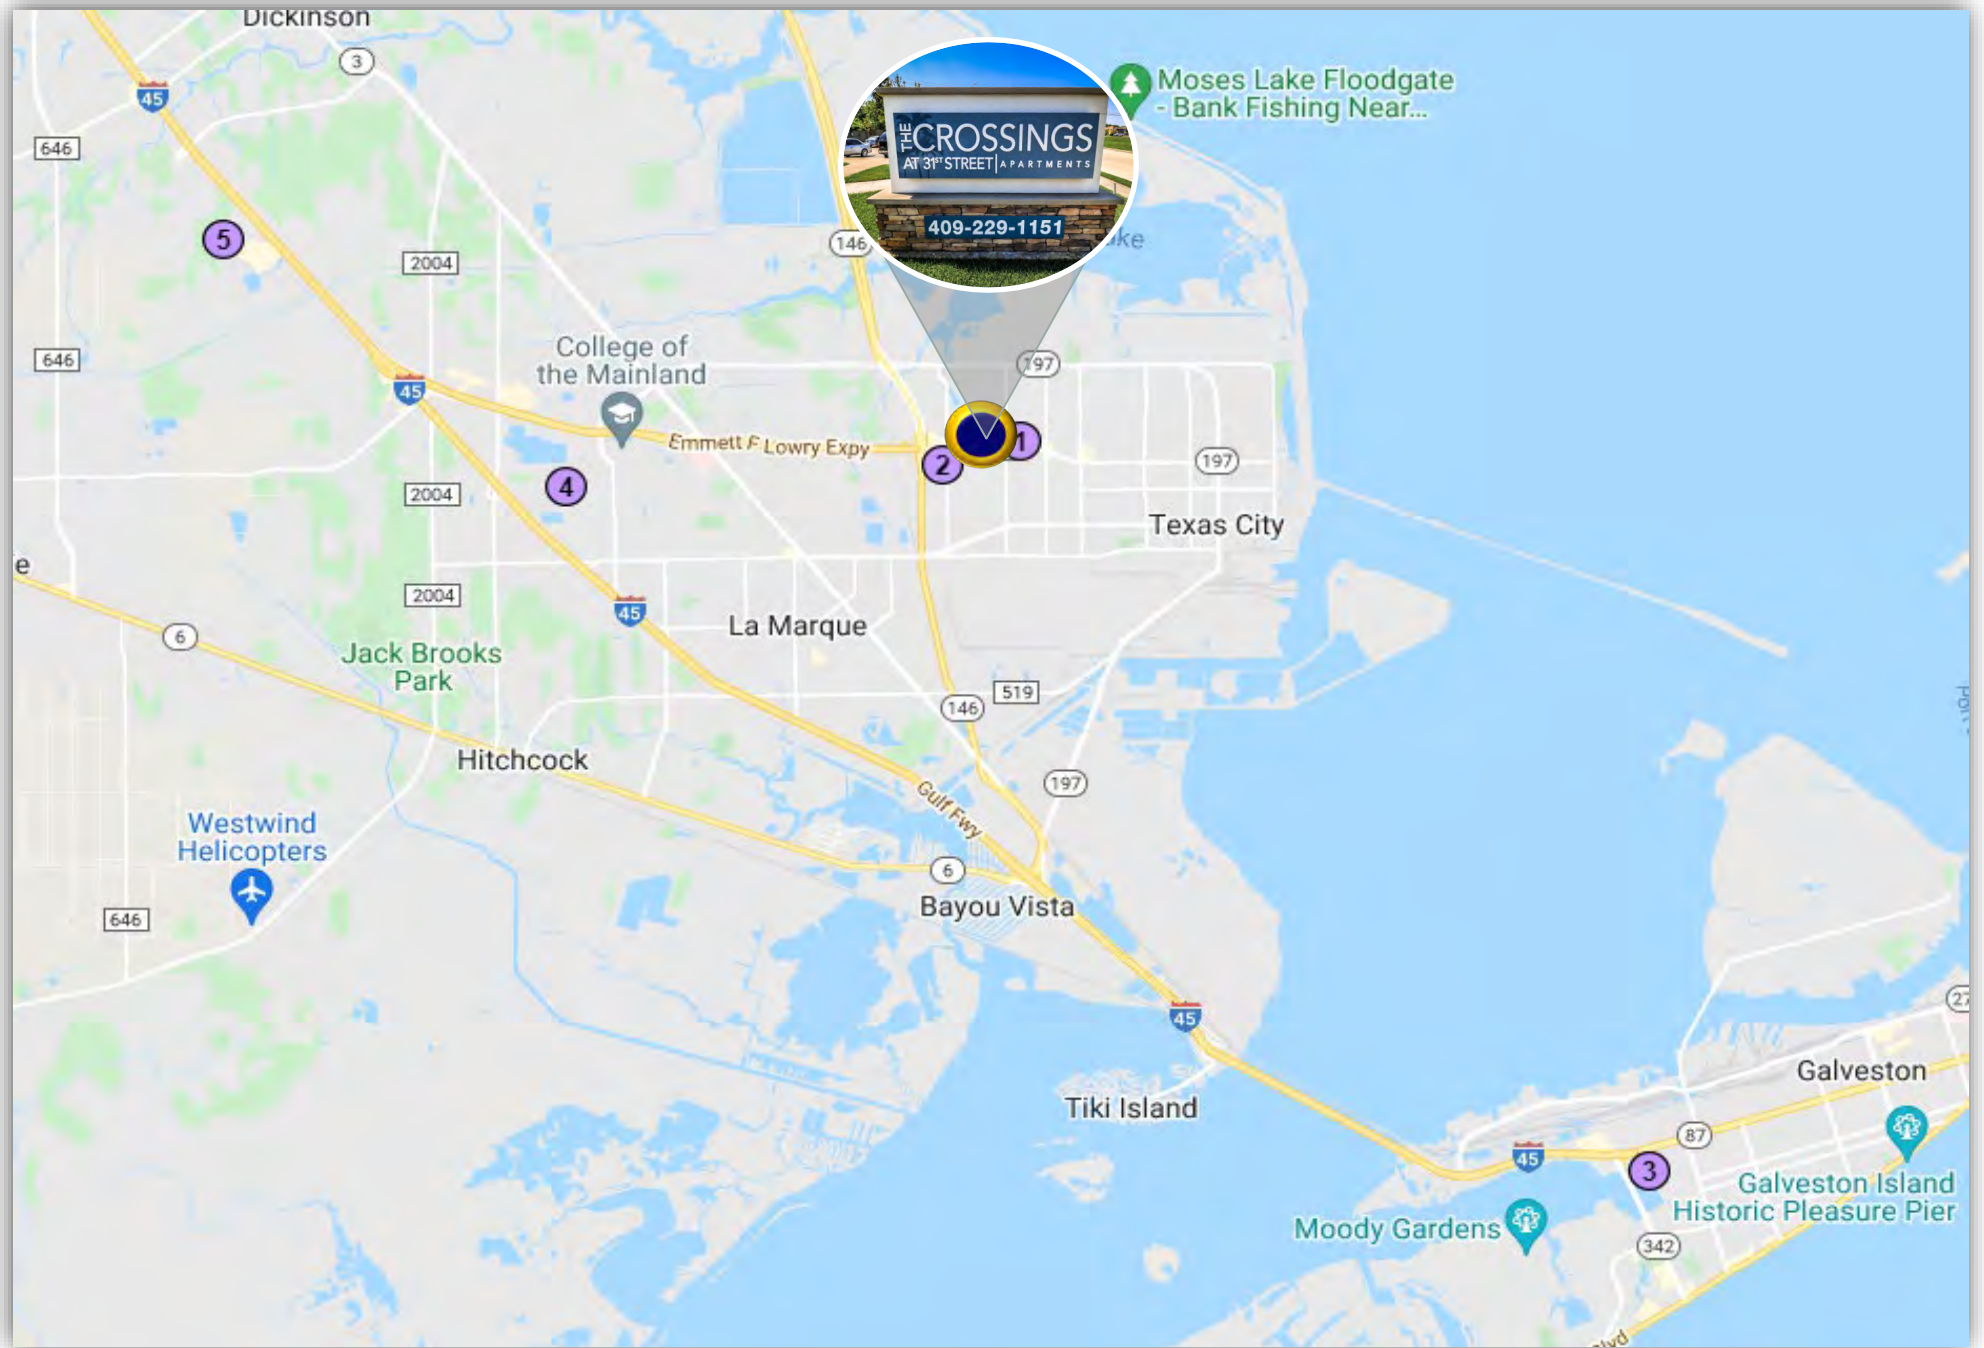 Dickinson
3
45
Moses Lake Floodgate
- Bank Fishing Near...
THE CROSSINGS
AT 31ST STREET | APARTMENTS
409-229-1151
646
5
146
2004
197
646
College of
the Mainland
45
Emmett F Lowry Expy
1
2
197
4
2004
Texas City
e
2004
45
La Marque
6
Jack Brooks
Park
519
146
Hitchcock
197
Gulf Fwy
Westwind
Helicopters
6
646
Bayou Vista
45
27
Galveston
Tiki Island
87
45
3
Galveston Island
Historic Pleasure Pier
Moody Gardens
342